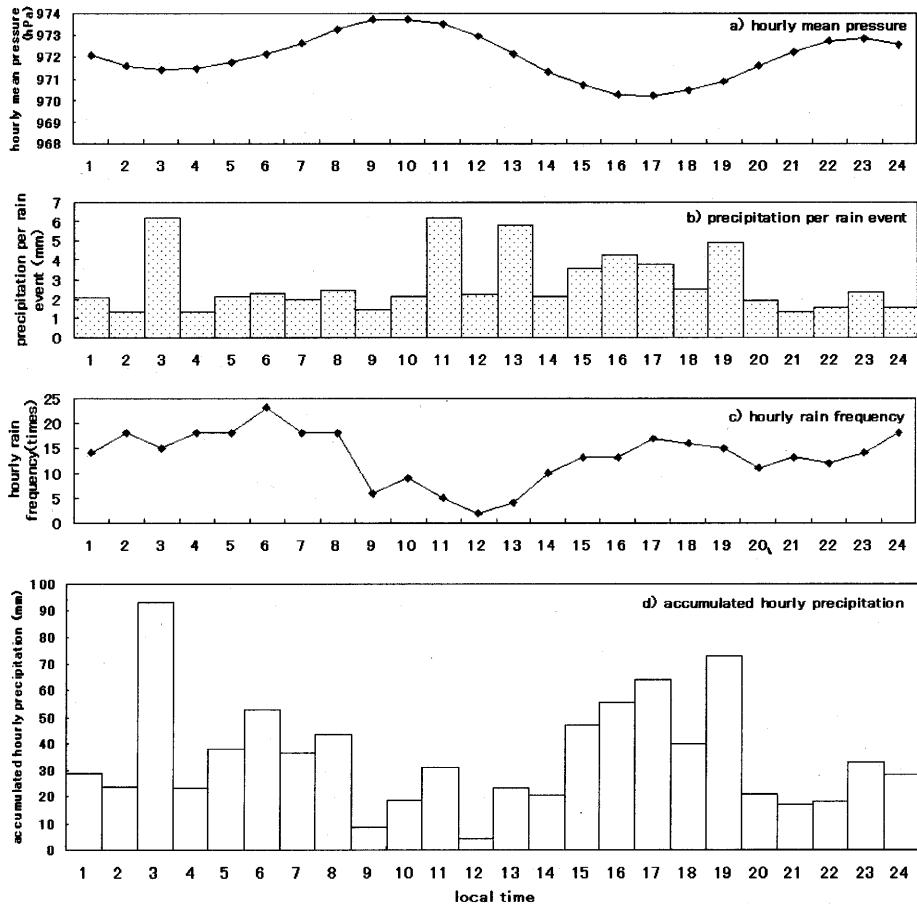 a) hourly mean pressure
hourly mean pressure
(hPa)
974
973
972
971
970
969
968
1 2 3 4 5 6 7 8 9 10 11 12 13 14 15 16 17 18 19 20 21 22 23 24
b) precipitation per rain event
precipitation per rain
event (mm)
7
6
5
4
3
2
1
0
1 2 3 4 5 6 7 8 9 10 11 12 13 14 15 16 17 18 19 20 21 22 23 24
c) hourly rain frequency
hourly rain
frequency(times)
25
20
15
10
5
0
1 2 3 4 5 6 7 8 9 10 11 12 13 14 15 16 17 18 19 20 21 22 23 24
d) accumulated hourly precipitation
accumulated hourly precipitation (mm)
100
90
80
70
60
50
40
30
20
10
0
1 2 3 4 5 6 7 8 9 10 11 12 13 14 15 16 17 18 19 20 21 22 23 24
local time